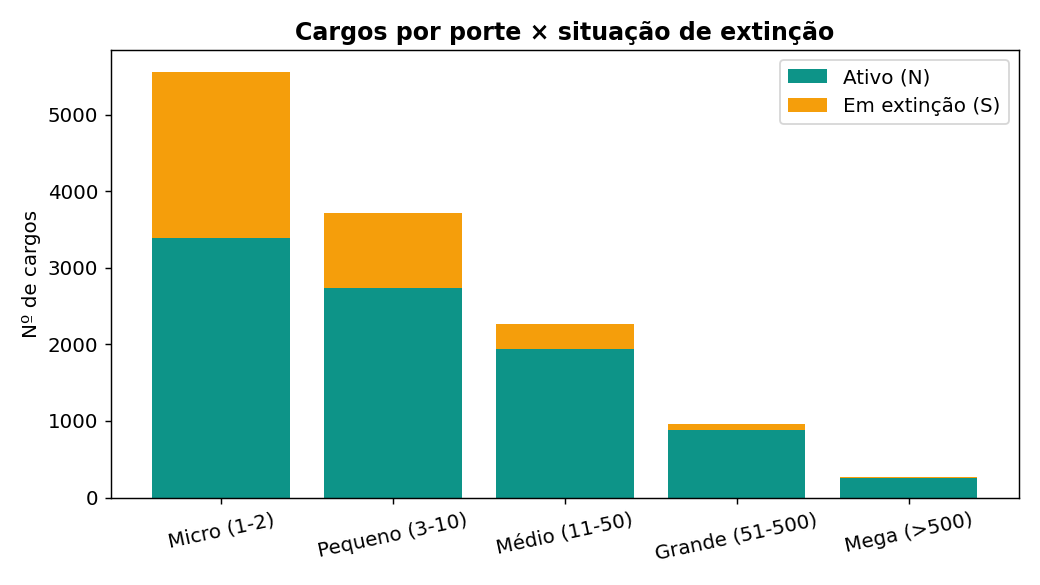 Cargos por porte × situação de extinção
Ativo (N)
Em extinção (S)
Nº de cargos
5000
4000
3000
2000
1000
0
Micro (1-2)
Pequeno (3-10)
Médio (11-50)
Grande (51-500)
Mega (>500)